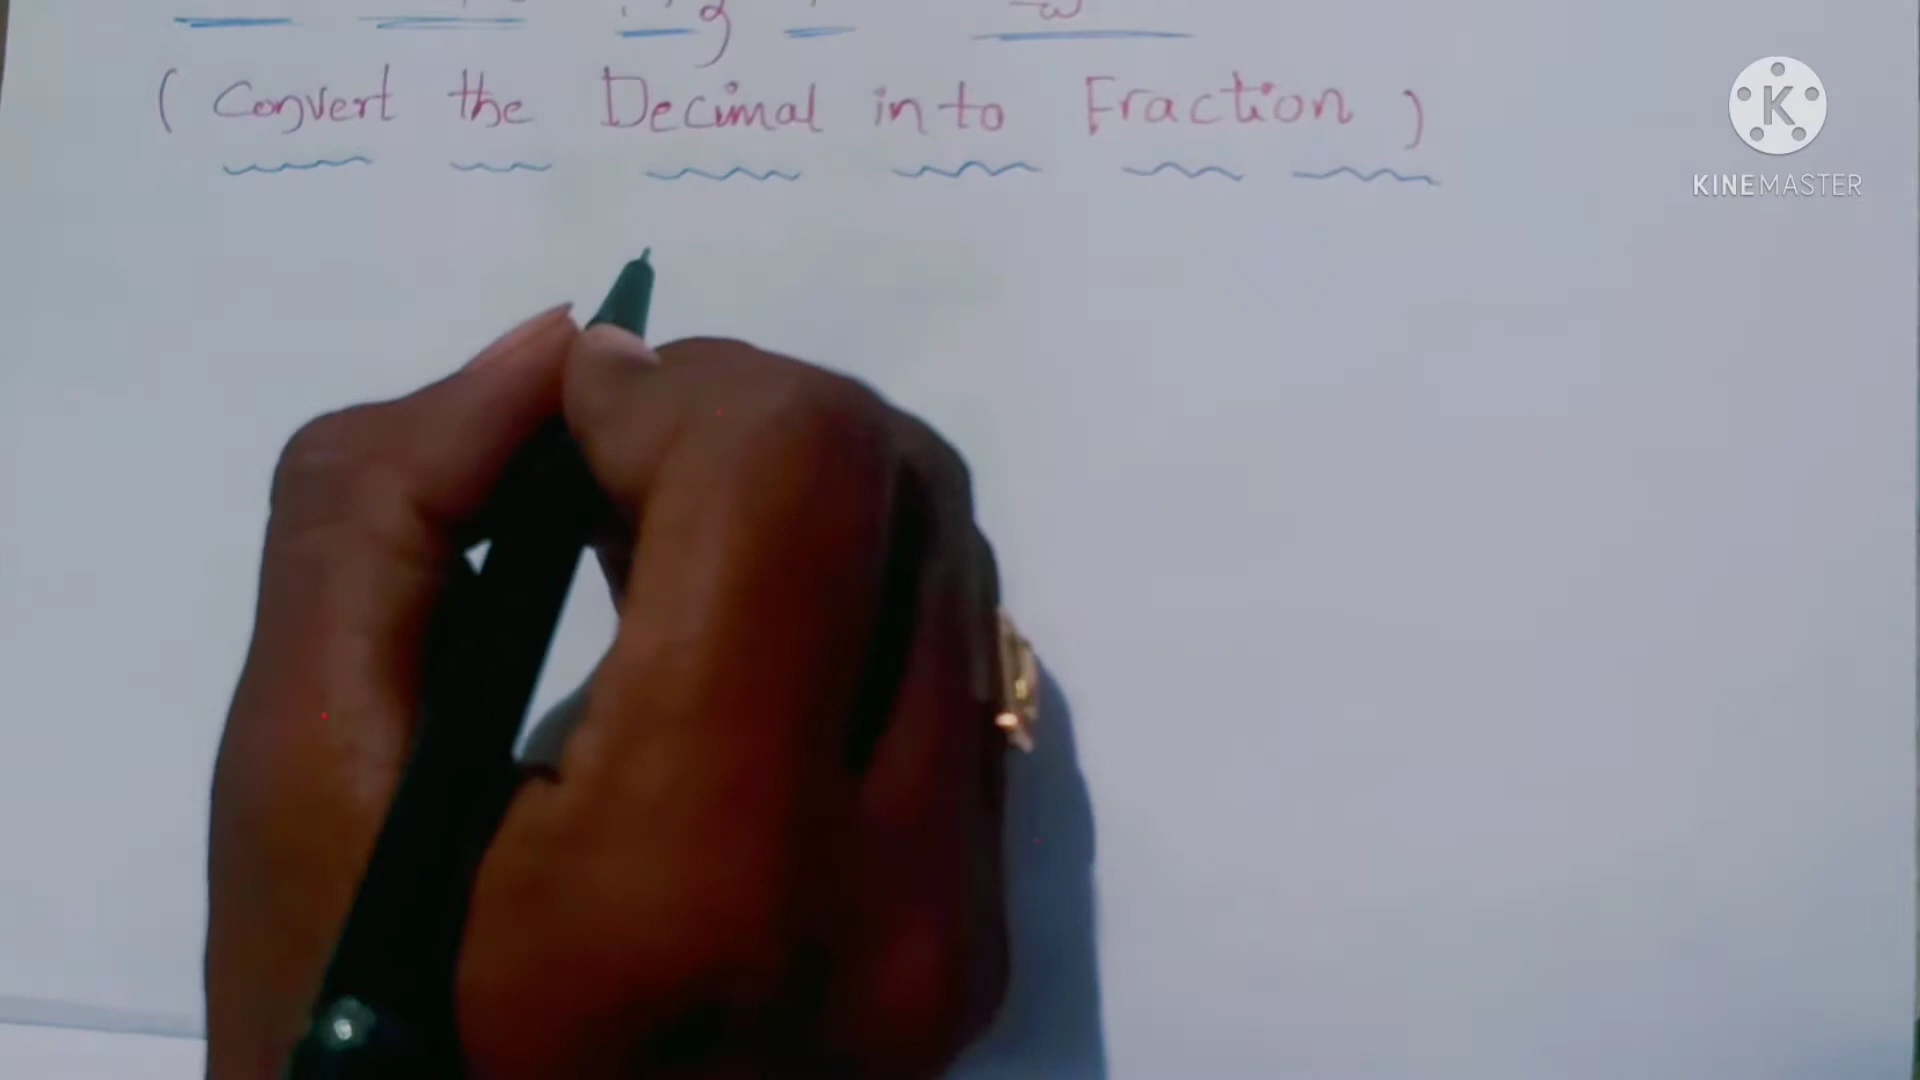 ( Convert the Decimal into Fraction )
K
KINEMASTER